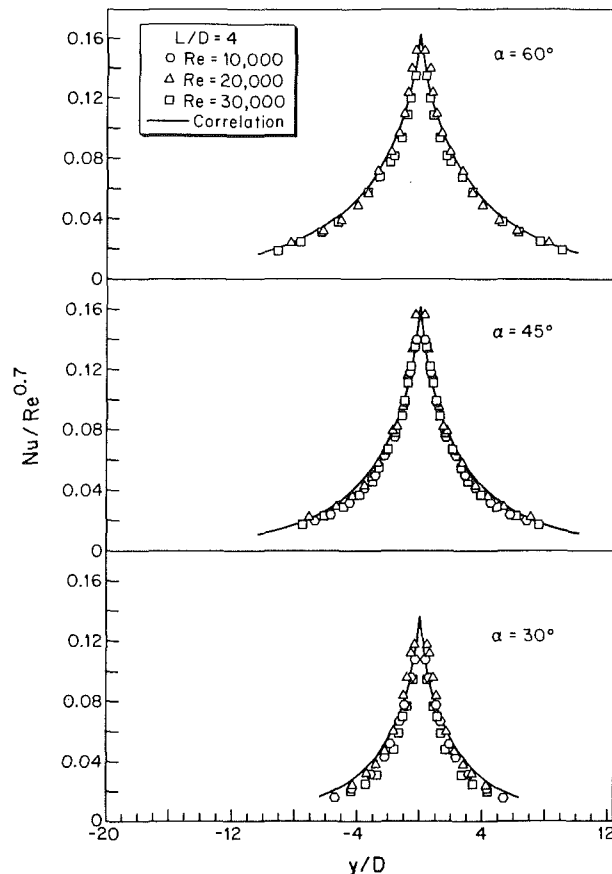 L/D = 4
○ Re = 10,000
△ Re = 20,000
□ Re = 30,000
Correlation
α = 60°
0.16
0.12
0.08
0.04
0
α = 45°
0.16
0.12
0.08
0.04
0
α = 30°
0.16
0.12
0.08
0.04
0
Nu/Re^0.7
-20 -12 -4 4 12
y/D